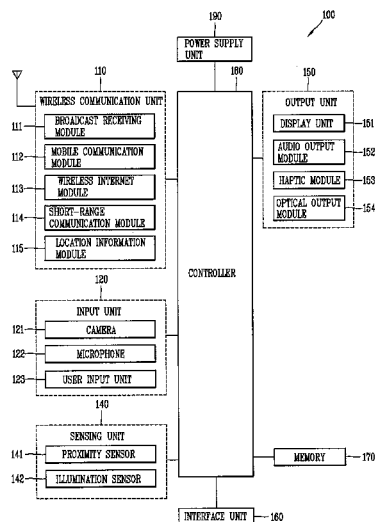 190
100
POWER SUPPLY
UNIT
110
180
150
WIRELESS COMMUNICATION UNIT
111
BROADCAST RECEIVING
MODULE
112
MOBILE COMMUNICATION
MODULE
113
WIRELESS INTERNET
MODULE
114
SHORT-RANGE
COMMUNICATION MODULE
115
LOCATION INFORMATION
MODULE
OUTPUT UNIT
DISPLAY UNIT
151
AUDIO OUTPUT
MODULE
152
HAPTIC MODULE
153
OPTICAL OUTPUT
MODULE
154
CONTROLLER
120
INPUT UNIT
121
CAMERA
122
MICROPHONE
123
USER INPUT UNIT
140
SENSING UNIT
141
PROXIMITY SENSOR
142
ILLUMINATION SENSOR
MEMORY
170
INTERFACE UNIT
160